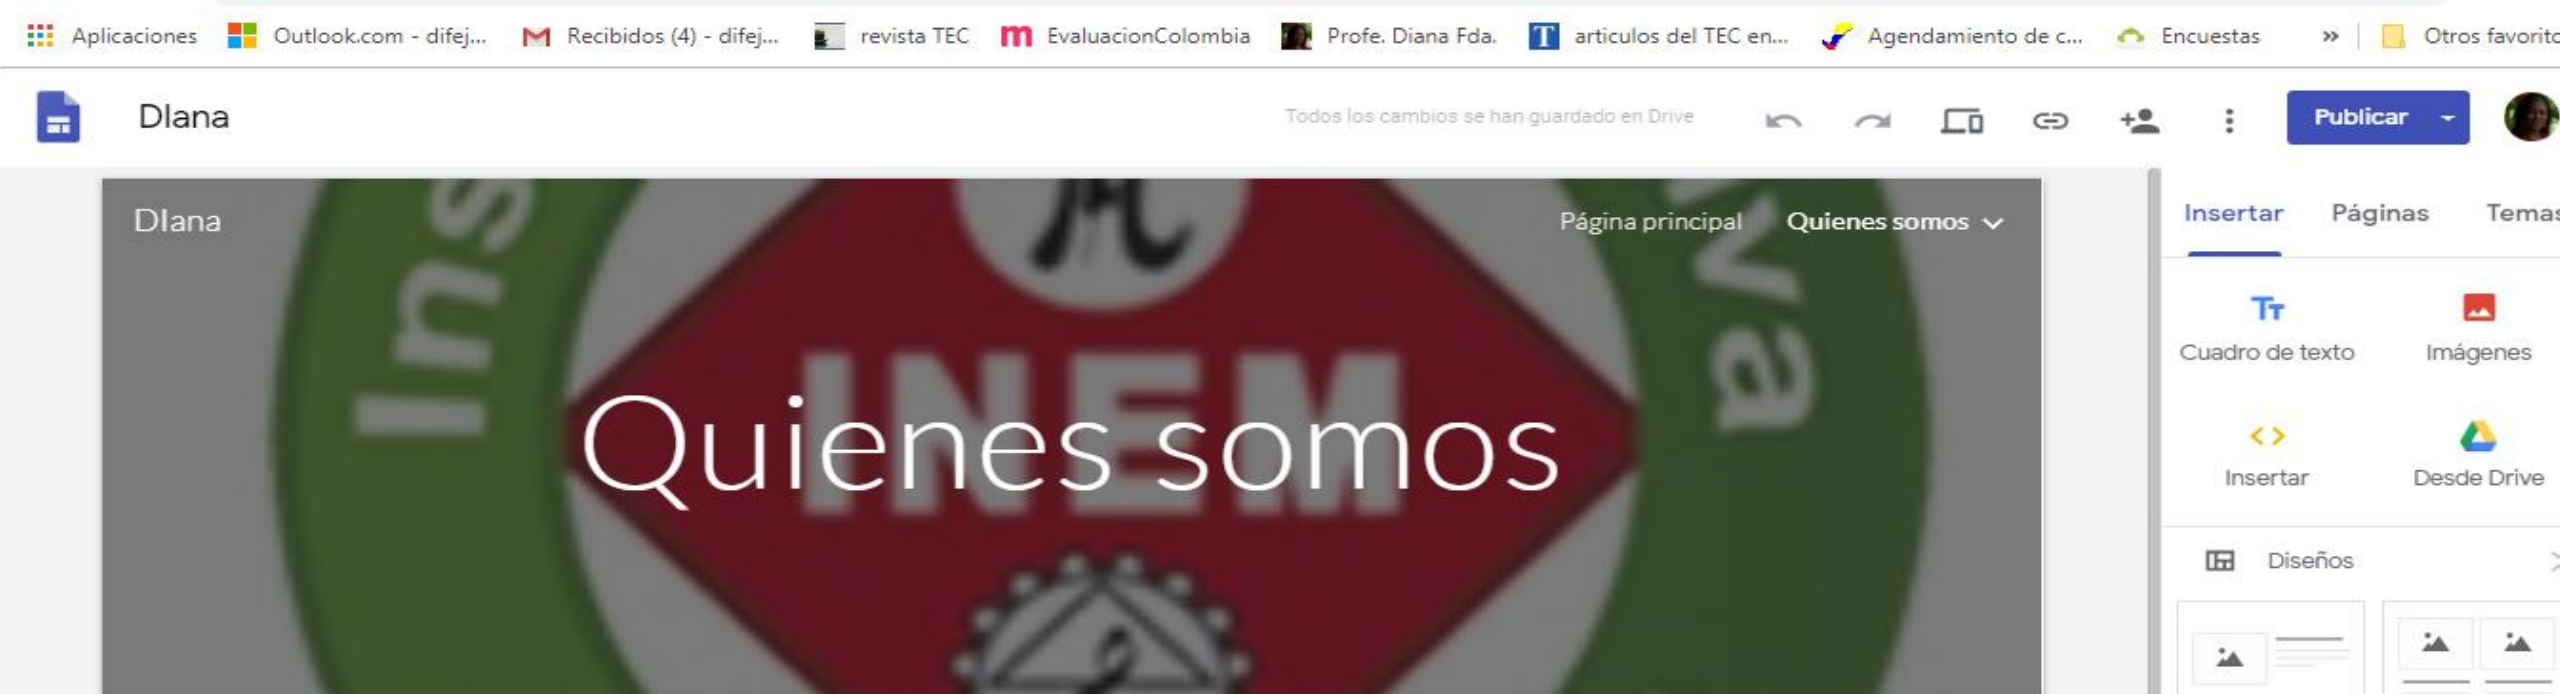 Aplicaciones Outlook.com - difej... Recibidos (4) - difej... revista TEC EvaluacionColombia Profe. Diana Fda. articulos del TEC en... Agendamiento de c... Encuestas » Otros favorito
DIana Todos los cambios se han guardado en Drive Publicar
DIana Página principal Quienes somos
Insertar Páginas Temas
Ins
va
INEM
Quienes somos
Cuadro de texto Imágenes
Insertar Desde Drive
Diseños